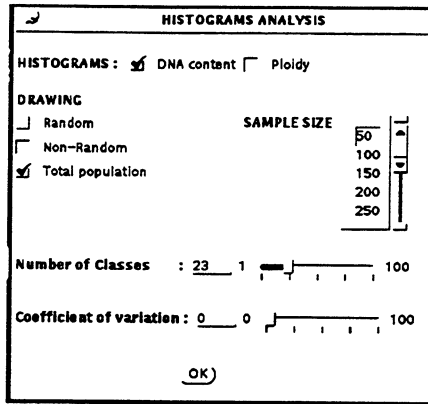 HISTOGRAMS ANALYSIS
HISTOGRAMS : DNA content Ploidy
DRAWING
Random
Non-Random
Total population
SAMPLE SIZE
50
100
150
200
250
Number of Classes : 23 1 100
Coefficient of variation : 0 0 100
OK